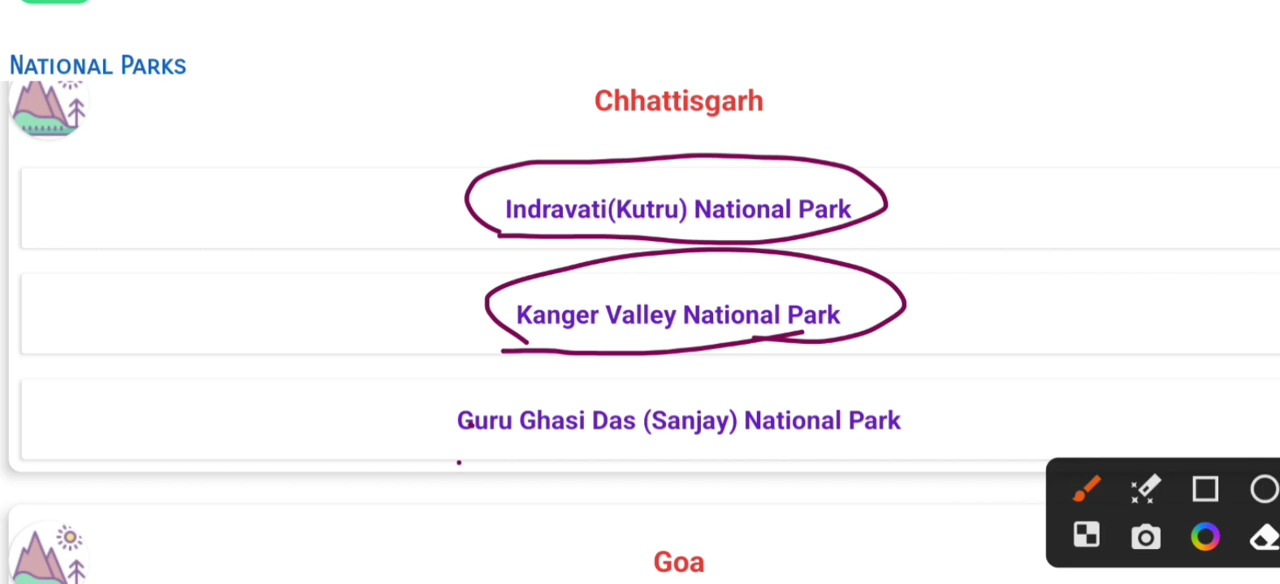 National Parks
Chhattisgarh
Indravati(Kutru) National Park
Kanger Valley National Park
Guru Ghasi Das (Sanjay) National Park
Goa